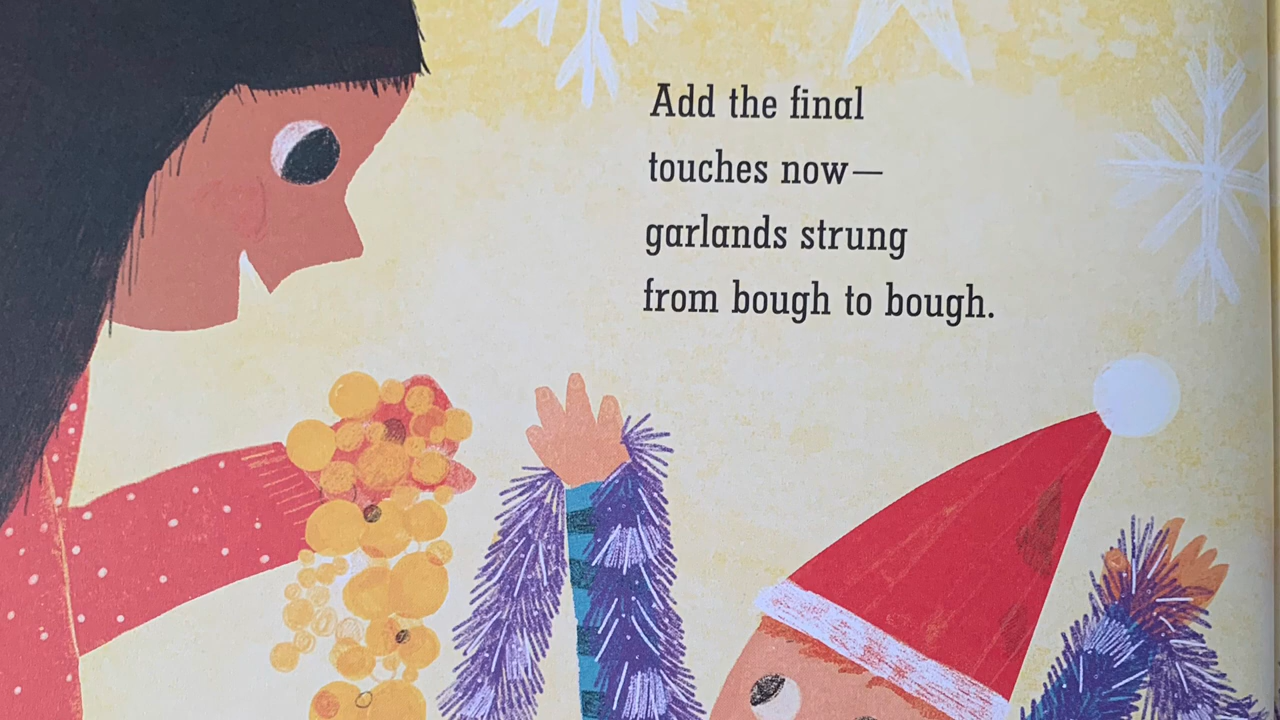 Add the final
touches now—
garlands strung
from bough to bough.